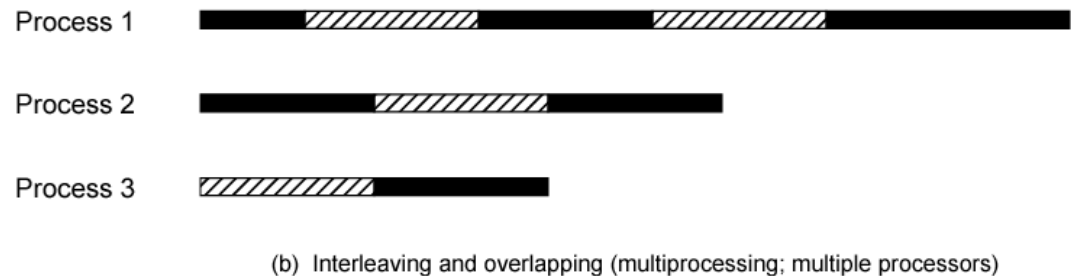 Process 1
Process 2
Process 3
(b) Interleaving and overlapping (multiprocessing; multiple processors)